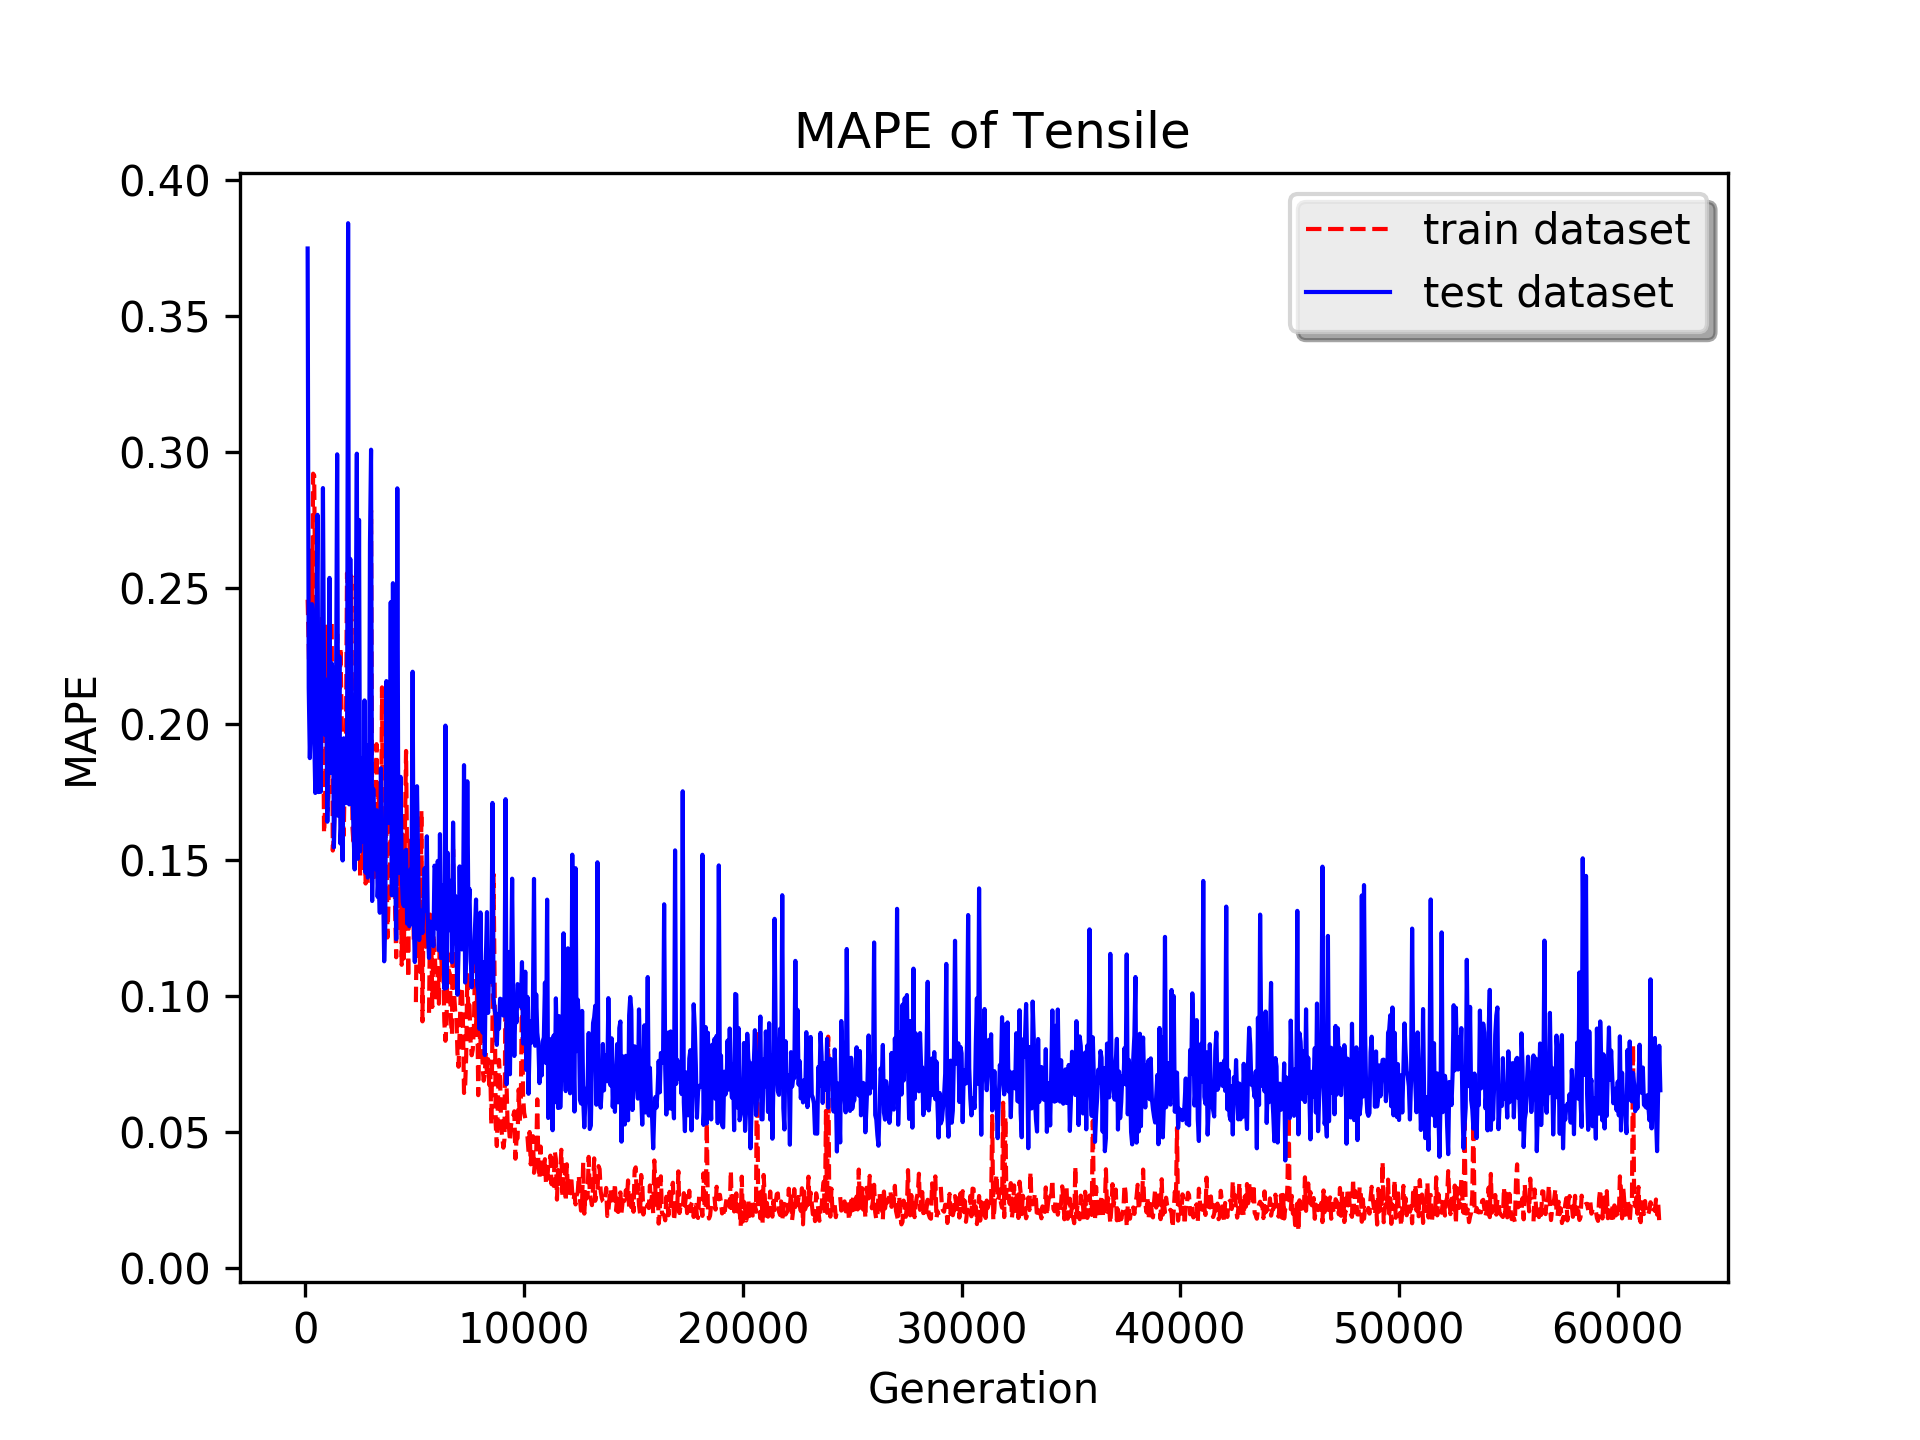 MAPE of Tensile
0.40
0.35
0.30
0.25
0.20
0.15
0.10
0.05
0.00
MAPE
train dataset
test dataset
0 10000 20000 30000 40000 50000 60000
Generation